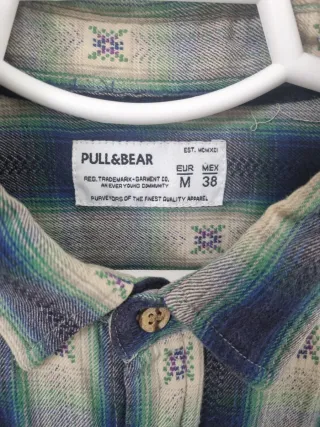 PULL&BEAR
EST. MCMXCI
REG. TRADEMARK-GARMENT CO.
AN EVER YOUNG COMMUNITY
EUR MEX
M 38
PURVEYORS OF THE FINEST QUALITY APPAREL